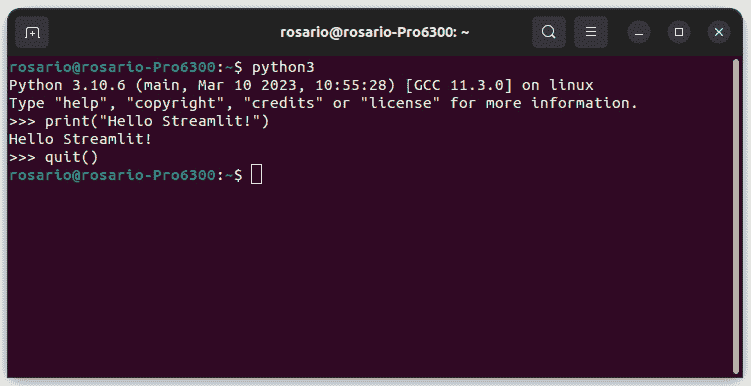 rosario@rosario-Pro6300: ~
rosario@rosario-Pro6300:~$ python3
Python 3.10.6 (main, Mar 10 2023, 10:55:28) [GCC 11.3.0] on linux
Type "help", "copyright", "credits" or "license" for more information.
>>> print("Hello Streamlit!")
Hello Streamlit!
>>> quit()
rosario@rosario-Pro6300:~$